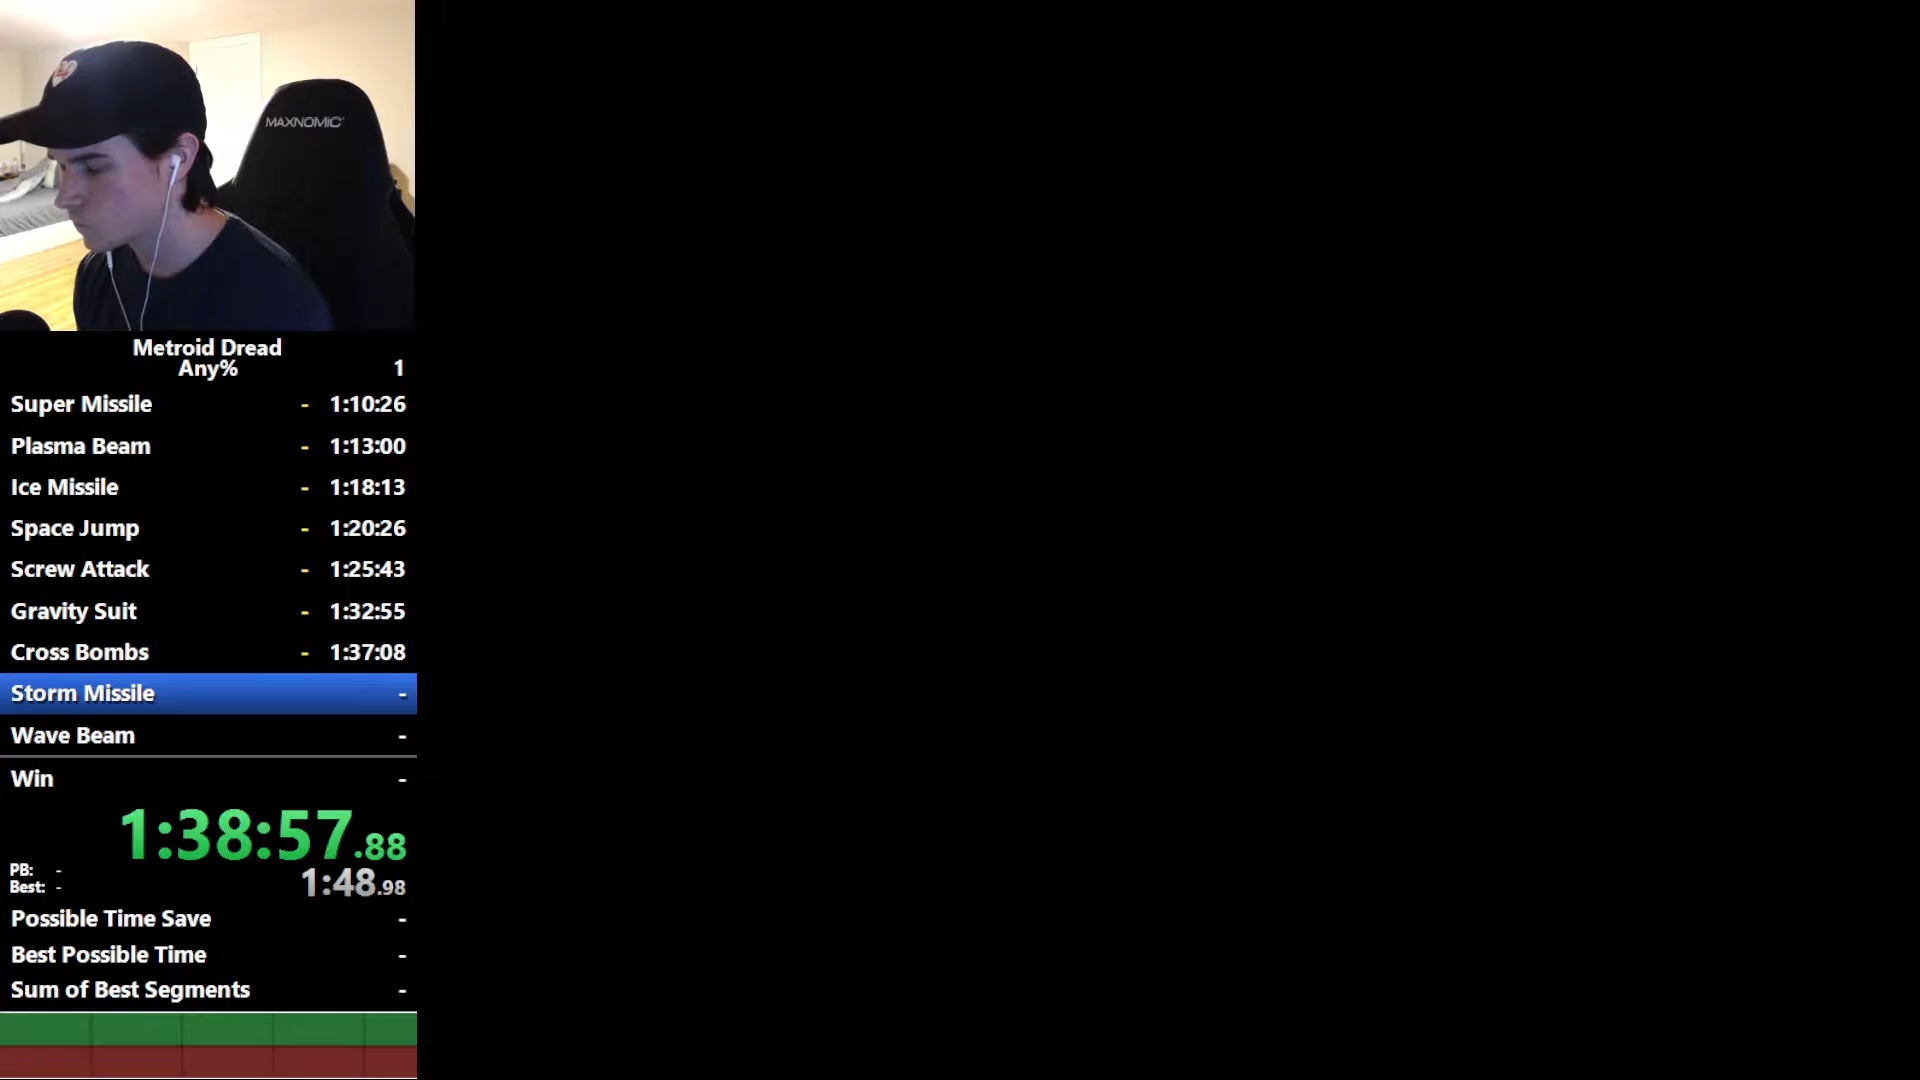 MAXNOMIC
Metroid Dread
Any% 1
Super Missile - 1:10:26
Plasma Beam - 1:13:00
Ice Missile - 1:18:13
Space Jump - 1:20:26
Screw Attack - 1:25:43
Gravity Suit - 1:32:55
Cross Bombs - 1:37:08
Storm Missile -
Wave Beam -
Win -
1:38:57.88
PB: -
Best: - 1:48.98
Possible Time Save -
Best Possible Time -
Sum of Best Segments -